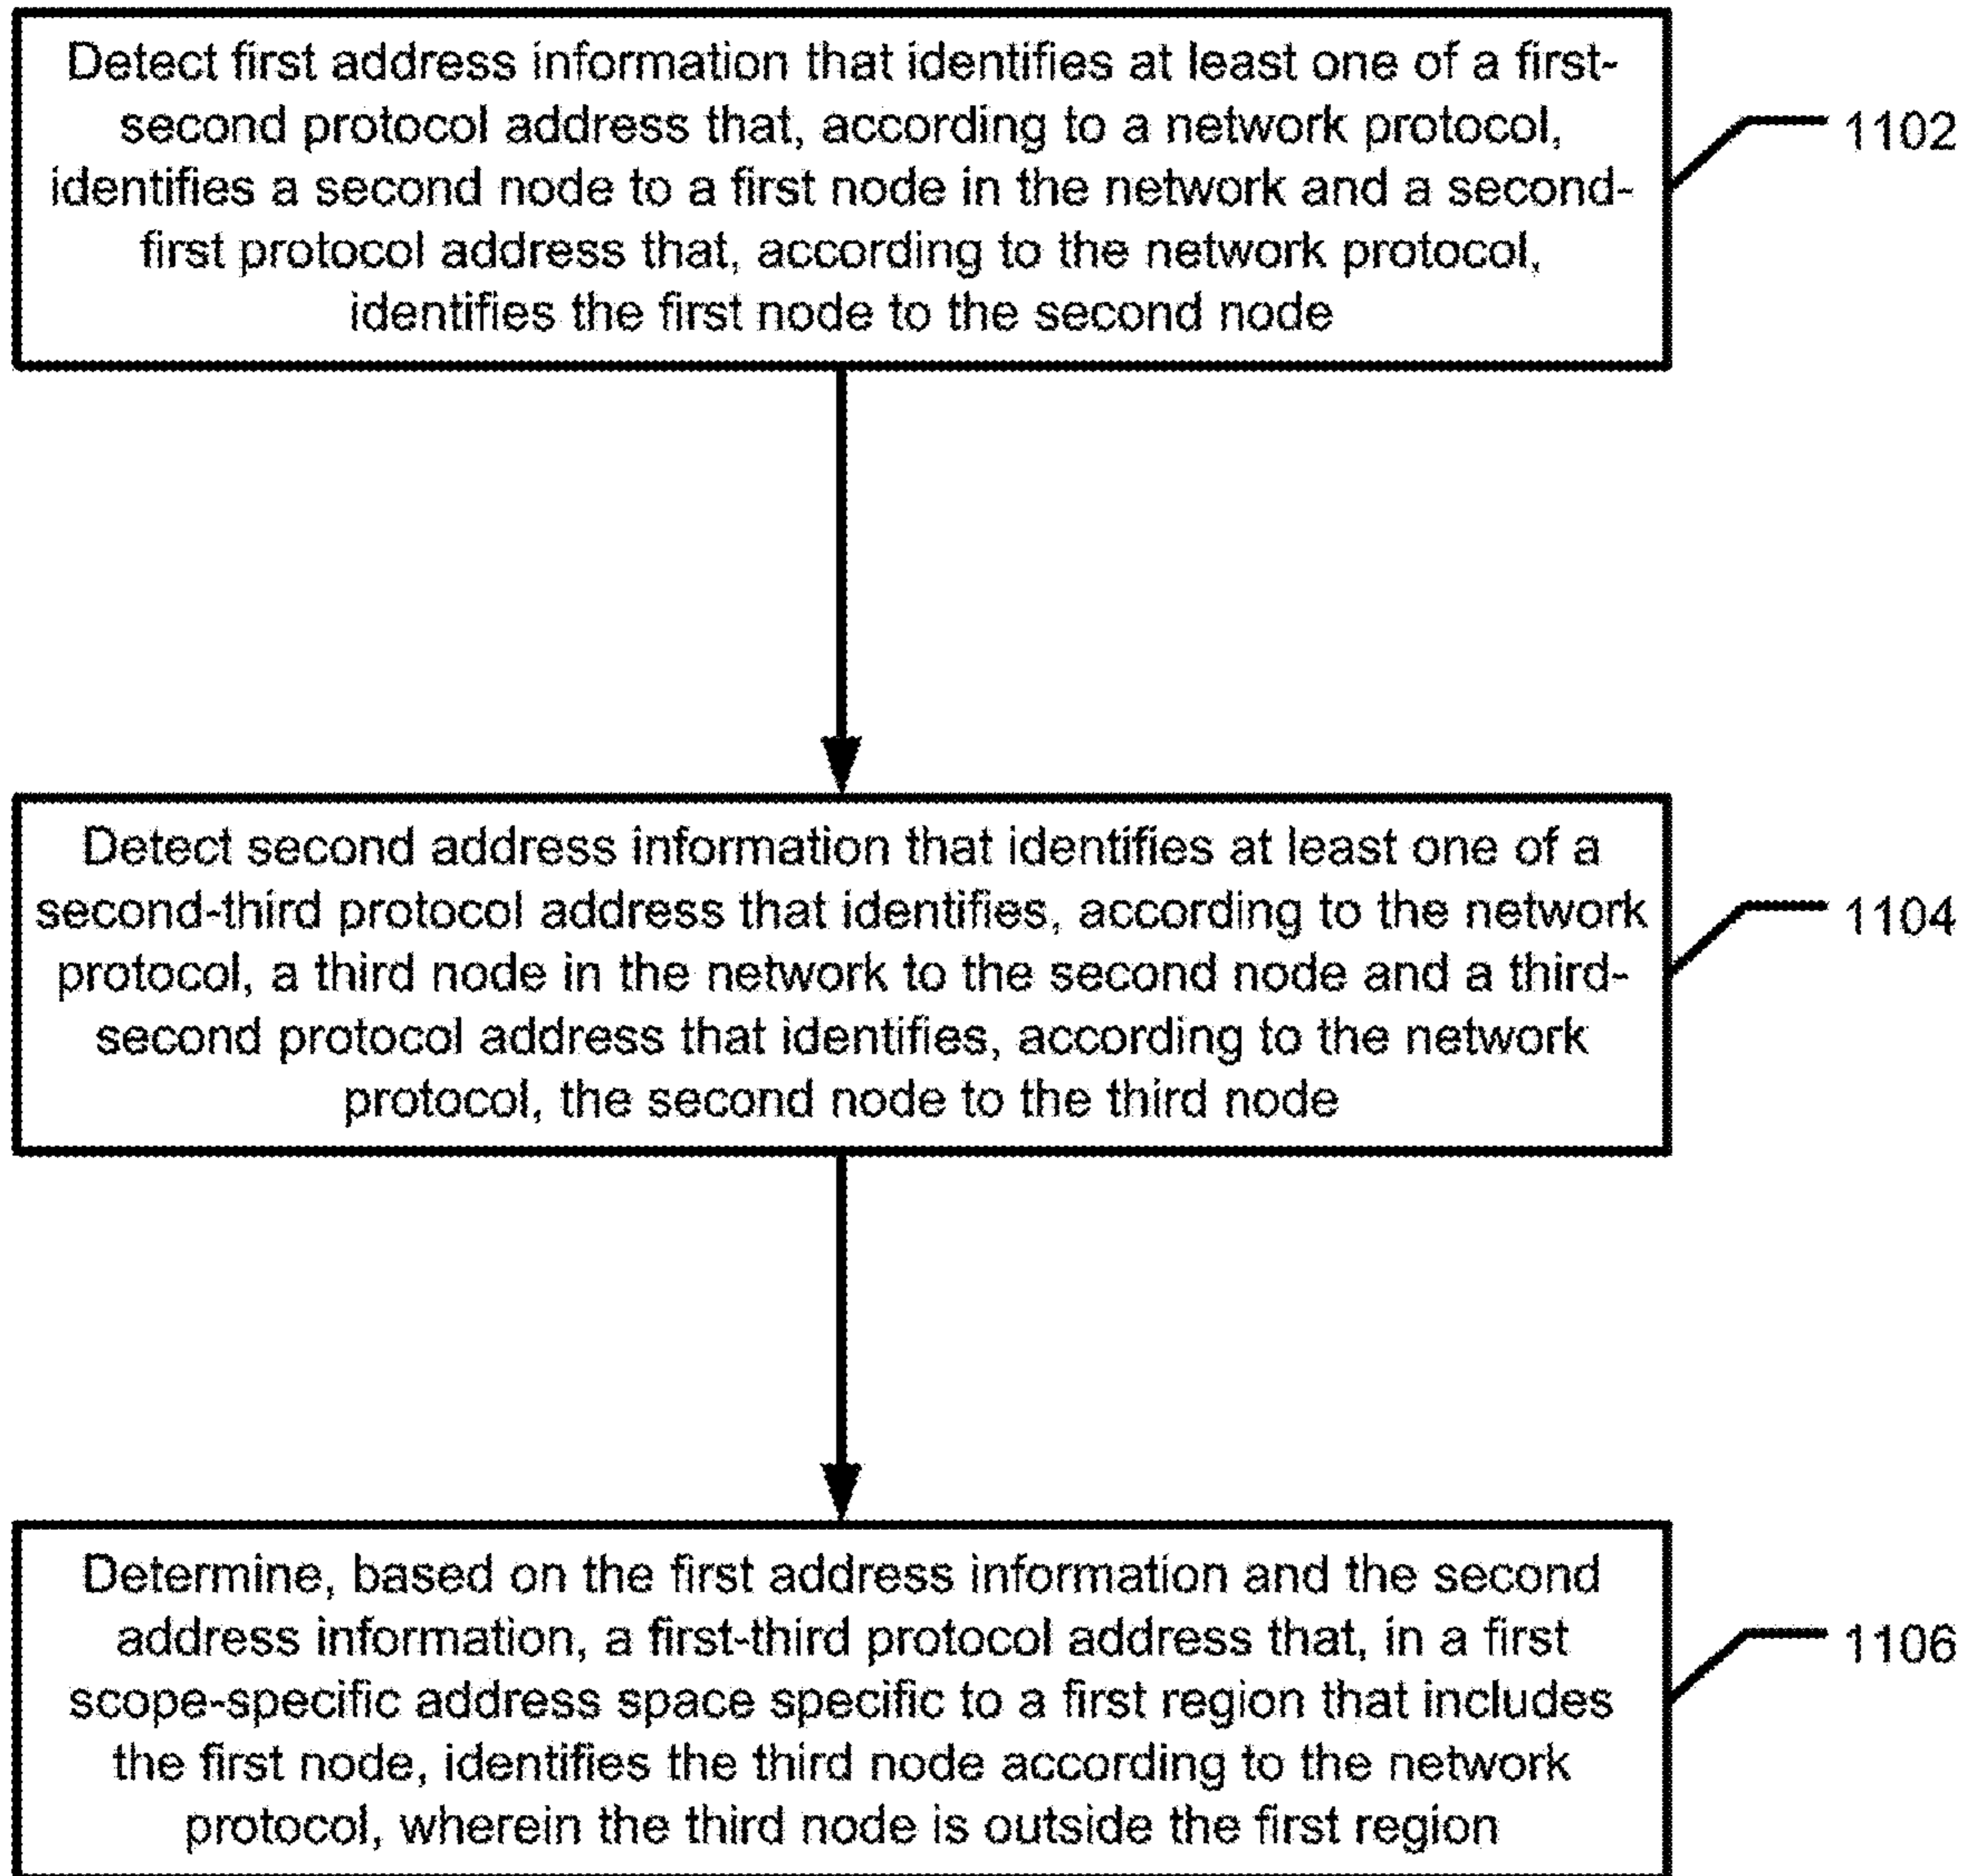 Detect first address information that identifies at least one of a first-
second protocol address that, according to a network protocol,
identifies a second node to a first node in the network and a second-
first protocol address that, according to the network protocol,
identifies the first node to the second node
1102
Detect second address information that identifies at least one of a
second-third protocol address that identifies, according to the network
protocol, a third node in the network to the second node and a third-
second protocol address that identifies, according to the network
protocol, the second node to the third node
1104
Determine, based on the first address information and the second
address information, a first-third protocol address that, in a first
scope-specific address space specific to a first region that includes
the first node, identifies the third node according to the network
protocol, wherein the third node is outside the first region
1106